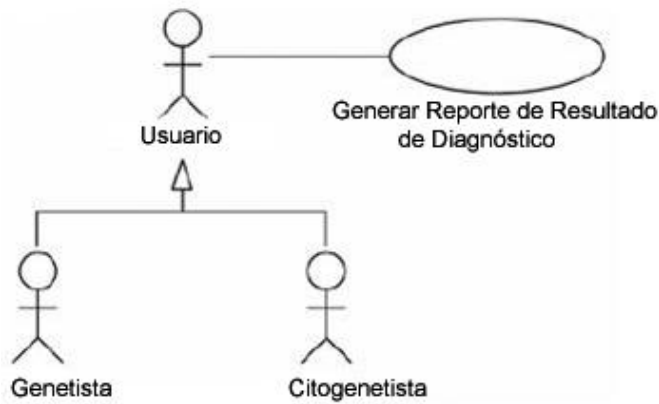 Usuario
Generar Reporte de Resultado
de Diagnóstico
Genetista
Citogenetista